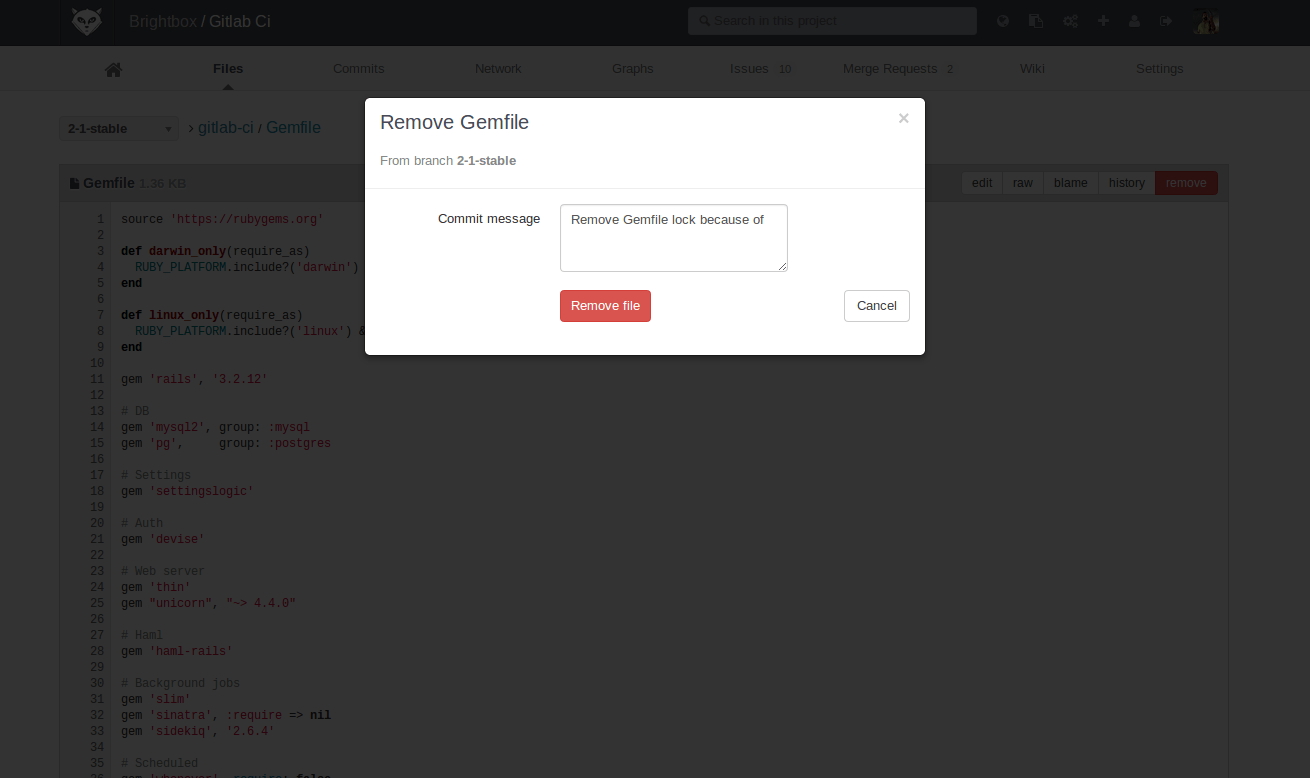 Brightbox / Gitlab Ci
Search in this project
Files
Commits
Network
Graphs
Issues 10
Merge Requests 2
Wiki
Settings
2-1-stable
› gitlab-ci / Gemfile
Remove Gemfile
×
From branch 2-1-stable
Commit message
Remove Gemfile lock because of
Remove file
Cancel
Gemfile 1.36 KB
edit
raw
blame
history
remove
1 source 'https://rubygems.org'
2
3 def darwin_only(require_as)
4 RUBY_PLATFORM.include?('darwin')
5 end
6
7 def linux_only(require_as)
8 RUBY_PLATFORM.include?('linux') &
9 end
10
11 gem 'rails', '3.2.12'
12
13 # DB
14 gem 'mysql2', group: :mysql
15 gem 'pg',     group: :postgres
16
17 # Settings
18 gem 'settingslogic'
19
20 # Auth
21 gem 'devise'
22
23 # Web server
24 gem 'thin'
25 gem "unicorn", "~> 4.4.0"
26
27 # Haml
28 gem 'haml-rails'
29
30 # Background jobs
31 gem 'slim'
32 gem 'sinatra', :require => nil
33 gem 'sidekiq', '2.6.4'
34
35 # Scheduled
36 gem 'whenever', require: false